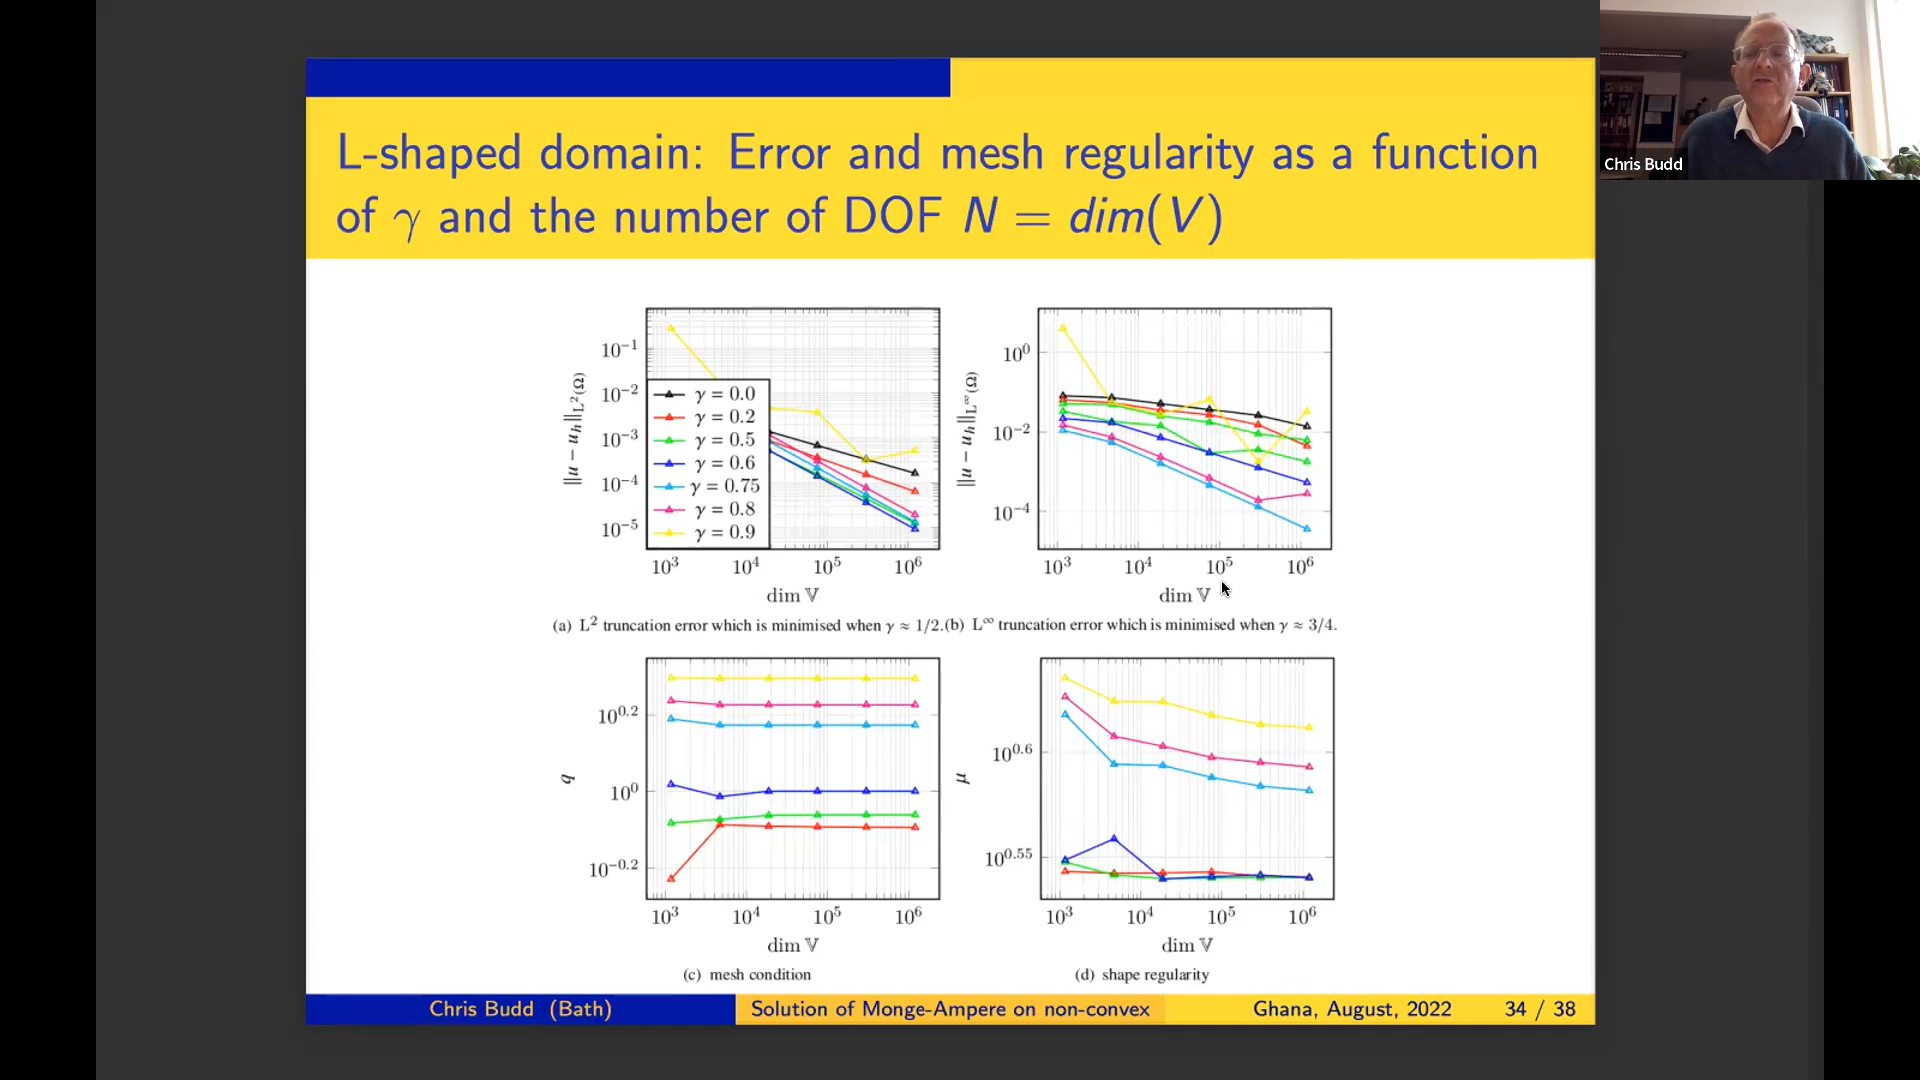 Chris Budd
L-shaped domain: Error and mesh regularity as a function
of γ and the number of DOF N = dim(V)
‖u − u_h‖_{L²(Ω)}
10⁻¹
10⁻²
10⁻³
10⁻⁴
10⁻⁵
γ = 0.0
γ = 0.2
γ = 0.5
γ = 0.6
γ = 0.75
γ = 0.8
γ = 0.9
10³ 10⁴ 10⁵ 10⁶
dim 𝕍
‖u − u_h‖_{L^∞(Ω)}
10⁰
10⁻²
10⁻⁴
10³ 10⁴ 10⁵ 10⁶
dim 𝕍
(a) L² truncation error which is minimised when γ ≈ 1/2.
(b) L^∞ truncation error which is minimised when γ ≈ 3/4.
q
10^{0.2}
10⁰
10^{−0.2}
10³ 10⁴ 10⁵ 10⁶
dim 𝕍
(c) mesh condition
μ
10^{0.6}
10^{0.55}
10³ 10⁴ 10⁵ 10⁶
dim 𝕍
(d) shape regularity
Chris Budd (Bath) Solution of Monge-Ampere on non-convex Ghana, August, 2022 34 / 38